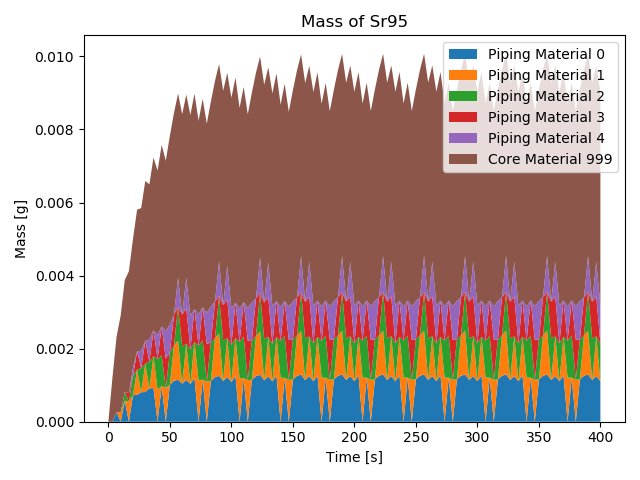 Mass of Sr95
Piping Material 0
Piping Material 1
Piping Material 2
Piping Material 3
Piping Material 4
Core Material 999
Mass [g]
0.010
0.008
0.006
0.004
0.002
0.000
0
50
100
150
200
250
300
350
400
Time [s]